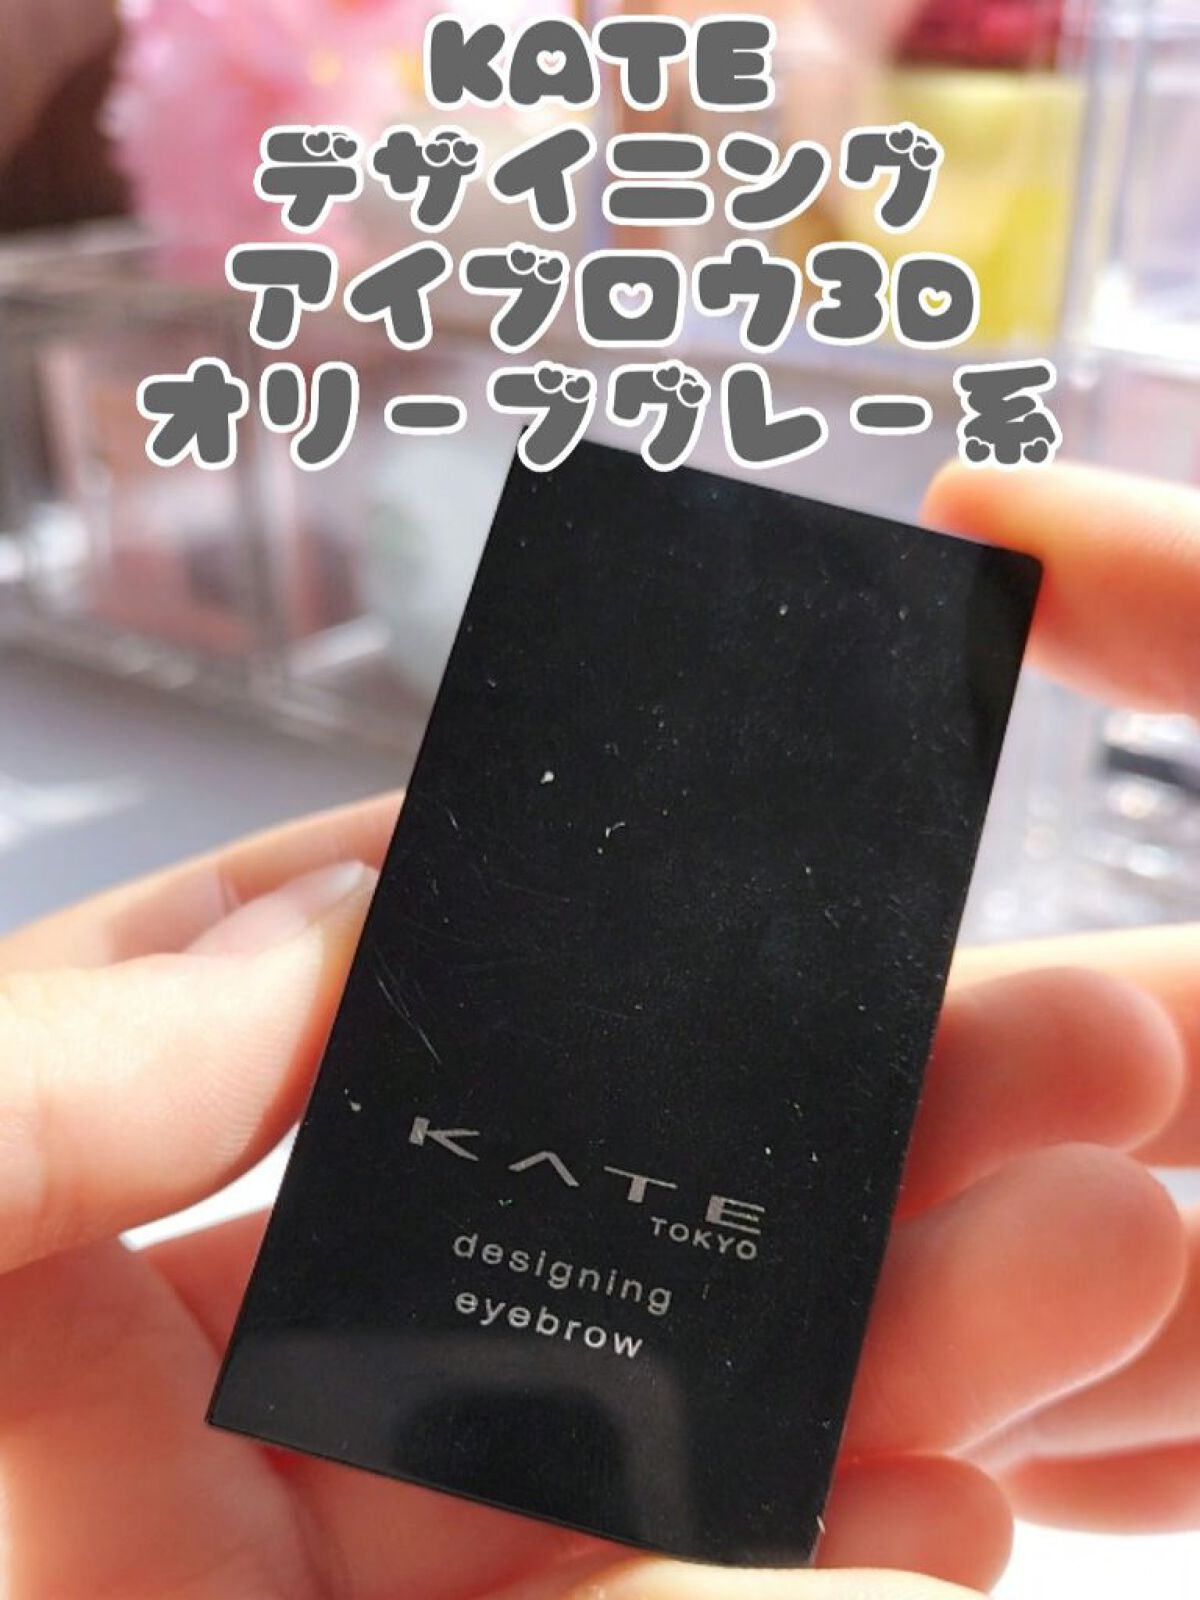 KATE
デザイニング
アイブロウ3D
オリーブグレー系
KATE
TOKYO
designing
eyebrow